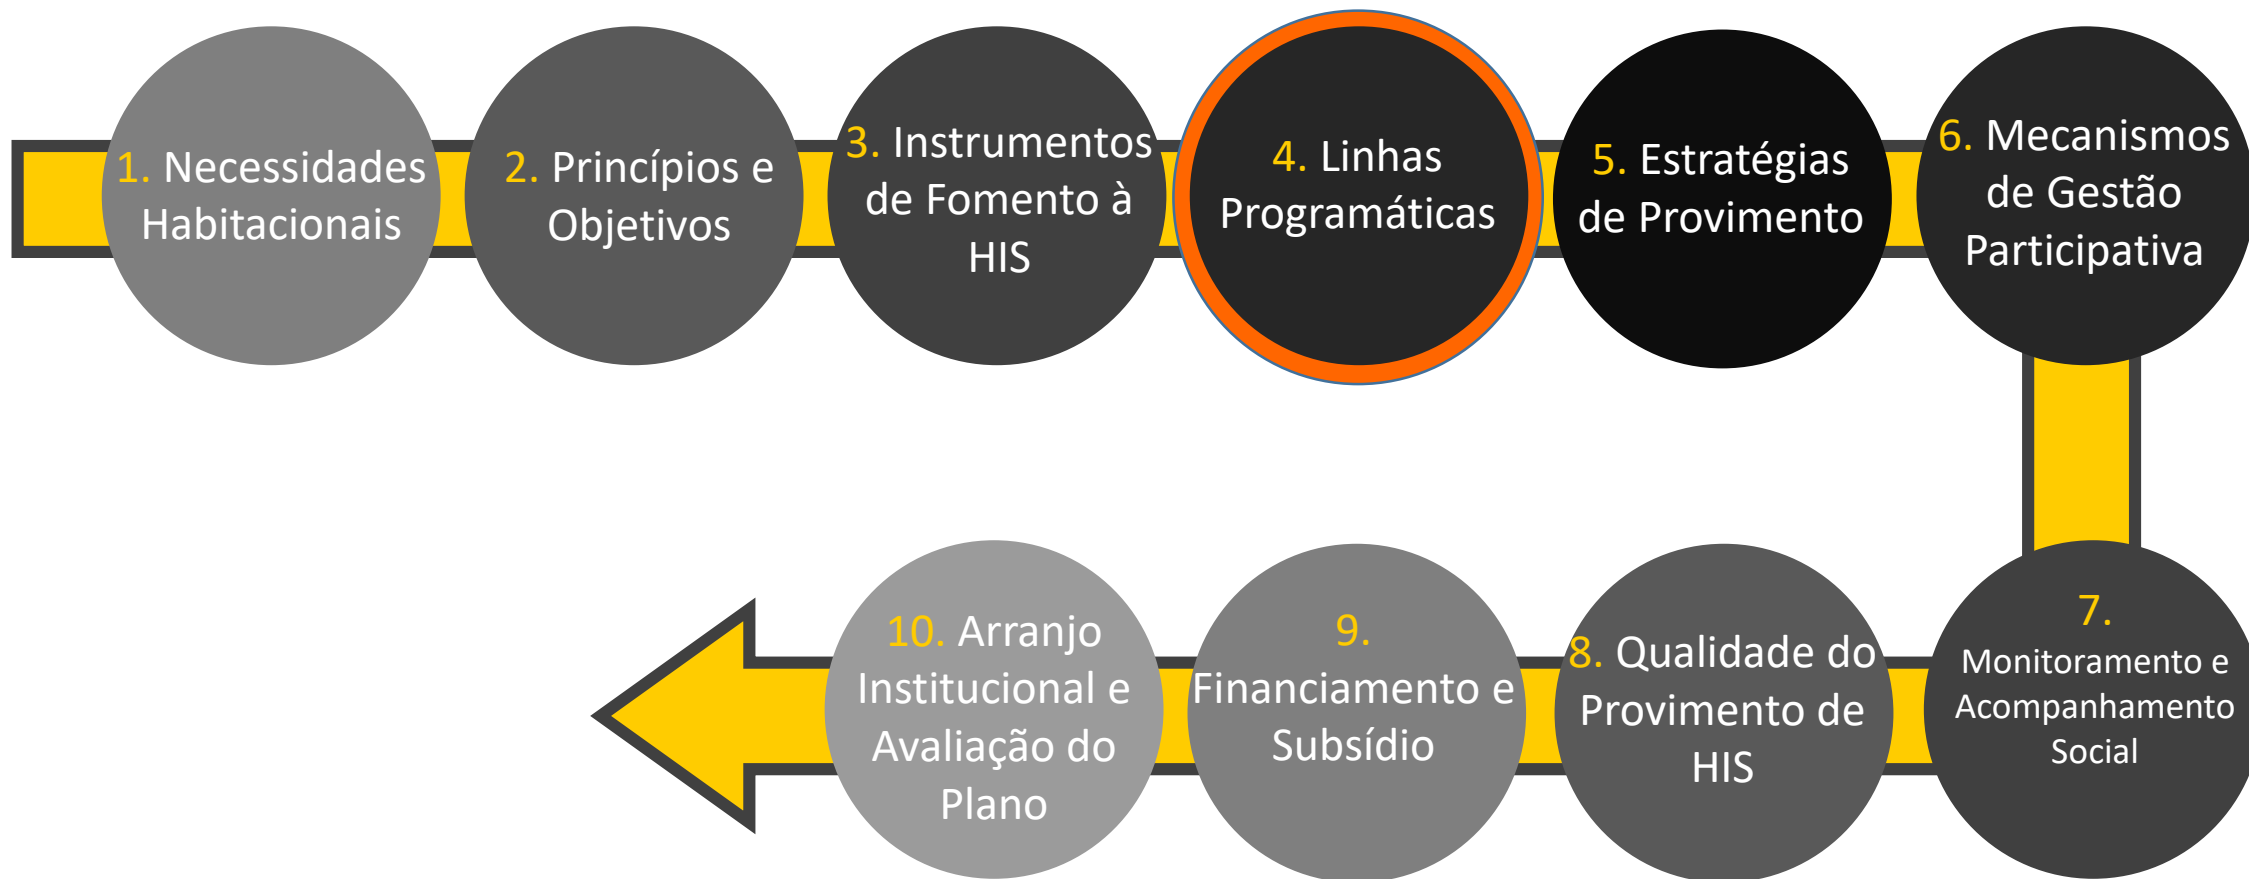 1. Necessidades
Habitacionais
2. Princípios e
Objetivos
3. Instrumentos
de Fomento à
HIS
4. Linhas
Programáticas
5. Estratégias
de Provimento
6. Mecanismos
de Gestão
Participativa
7.
Monitoramento e
Acompanhamento
Social
8. Qualidade do
Provimento de
HIS
9.
Financiamento e
Subsídio
10. Arranjo
Institucional e
Avaliação do
Plano